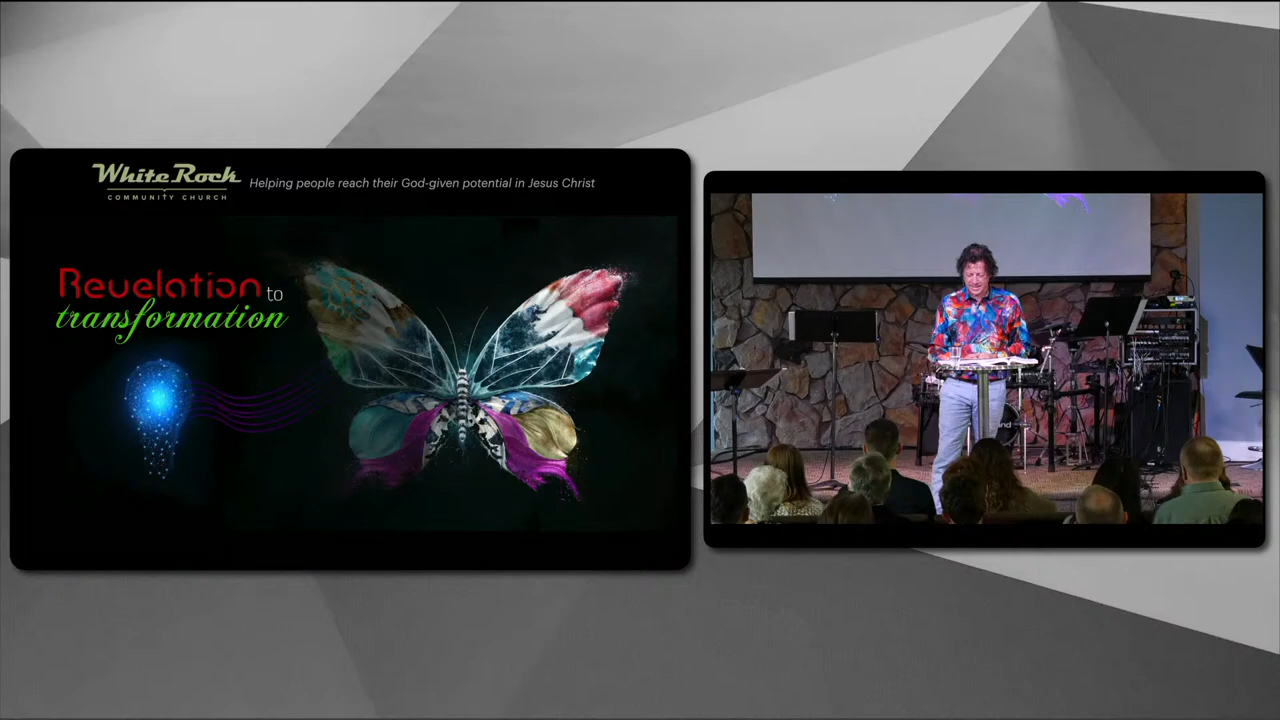 White Rock
COMMUNITY CHURCH
Helping people reach their God-given potential in Jesus Christ
Revelation to
transformation